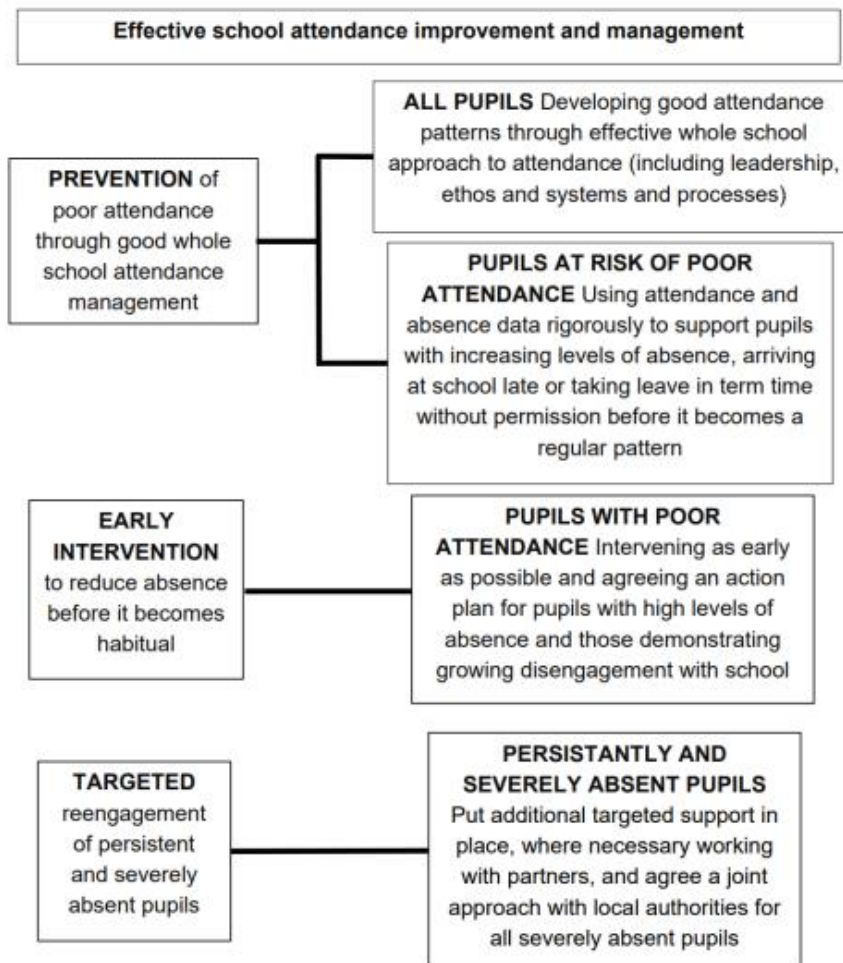 Effective school attendance improvement and management
PREVENTION of
poor attendance
through good whole
school attendance
management
ALL PUPILS Developing good attendance
patterns through effective whole school
approach to attendance (including leadership,
ethos and systems and processes)
PUPILS AT RISK OF POOR
ATTENDANCE Using attendance and
absence data rigorously to support pupils
with increasing levels of absence, arriving
at school late or taking leave in term time
without permission before it becomes a
regular pattern
EARLY
INTERVENTION
to reduce absence
before it becomes
habitual
PUPILS WITH POOR
ATTENDANCE Intervening as early
as possible and agreeing an action
plan for pupils with high levels of
absence and those demonstrating
growing disengagement with school
TARGETED
reengagement
of persistent
and severely
absent pupils
PERSISTANTLY AND
SEVERELY ABSENT PUPILS
Put additional targeted support in
place, where necessary working
with partners, and agree a joint
approach with local authorities for
all severely absent pupils